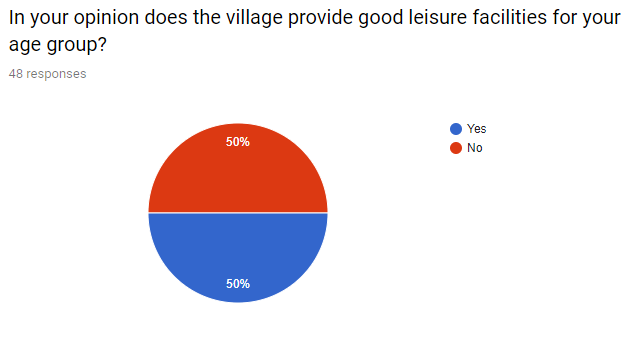 In your opinion does the village provide good leisure facilities for your
age group?
48 responses
50%
Yes
No
50%